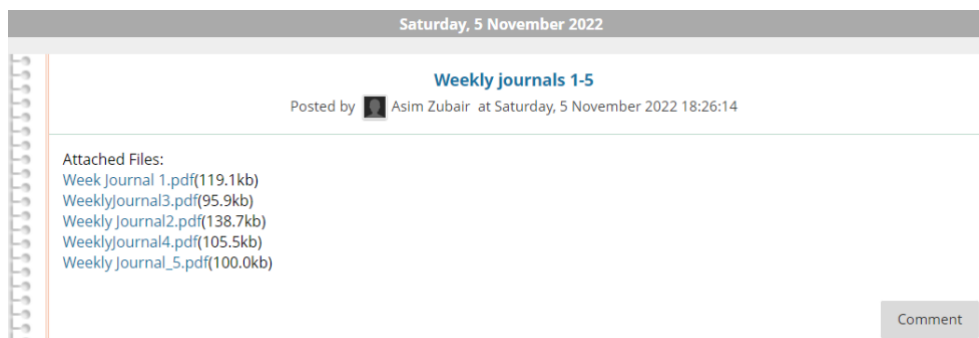 Saturday, 5 November 2022
Weekly journals 1-5
Posted by Asim Zubair at Saturday, 5 November 2022 18:26:14
Attached Files:
Week Journal 1.pdf(119.1kb)
WeeklyJournal3.pdf(95.9kb)
Weekly Journal2.pdf(138.7kb)
WeeklyJournal4.pdf(105.5kb)
Weekly Journal_5.pdf(100.0kb)
Comment